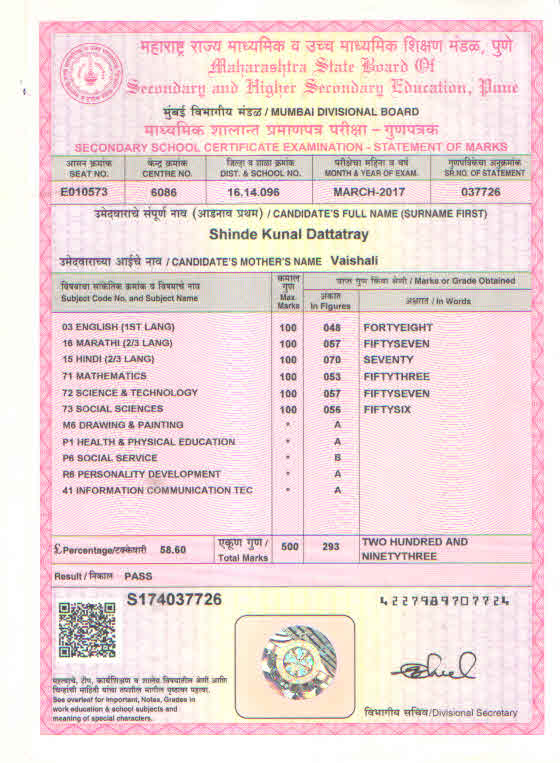 महाराष्ट्र राज्य माध्यमिक व उच्च माध्यमिक शिक्षण मंडळ, पुणे
Maharashtra State Board Of
Secondary and Higher Secondary Education, Pune
मुंबई विभागीय मंडळ / MUMBAI DIVISIONAL BOARD
माध्यमिक शालान्त प्रमाणपत्र परीक्षा – गुणपत्रक
SECONDARY SCHOOL CERTIFICATE EXAMINATION - STATEMENT OF MARKS
आसन क्रमांक केंद्र क्रमांक जिल्हा व शाळा क्रमांक परीक्षेचा महिना व वर्ष गुणपत्रिकेचा अनुक्रमांक
SEAT NO. CENTRE NO. DIST. & SCHOOL NO. MONTH & YEAR OF EXAM. SR.NO. OF STATEMENT
E010573 6086 16.14.096 MARCH-2017 037726
उमेदवाराचे संपूर्ण नाव (आडनाव प्रथम) / CANDIDATE'S FULL NAME (SURNAME FIRST)
Shinde Kunal Dattatray
उमेदवाराच्या आईचे नाव / CANDIDATE'S MOTHER'S NAME Vaishali
विषयाचा सांकेतिक क्रमांक व विषयाचे नाव
Subject Code No. and Subject Name
कमाल
गुण
Max.
Marks
प्राप्त गुण किंवा श्रेणी / Marks or Grade Obtained
अंकात
In Figures
अक्षरात / In Words
03 ENGLISH (1ST LANG) 100 048 FORTYEIGHT
16 MARATHI (2/3 LANG) 100 057 FIFTYSEVEN
15 HINDI (2/3 LANG) 100 070 SEVENTY
71 MATHEMATICS 100 053 FIFTYTHREE
72 SCIENCE & TECHNOLOGY 100 057 FIFTYSEVEN
73 SOCIAL SCIENCES 100 056 FIFTYSIX
M6 DRAWING & PAINTING * A
P1 HEALTH & PHYSICAL EDUCATION * A
P6 SOCIAL SERVICE * B
R6 PERSONALITY DEVELOPMENT * A
41 INFORMATION COMMUNICATION TEC * A
Percentage/टक्केवारी 58.60
एकूण गुण /
Total Marks
500 293
TWO HUNDRED AND
NINETYTHREE
Result / निकाल PASS
S174037726
4227989707724
महत्वाचे, टीप, कार्यशिक्षण व शालेय विषयातील श्रेणी आणि
चिन्हांची माहिती यांचा तपशील मागील पृष्ठावर पहावा.
See overleaf for Important, Notes, Grades in
work education & school subjects and
meaning of special characters.
विभागीय सचिव/Divisional Secretary